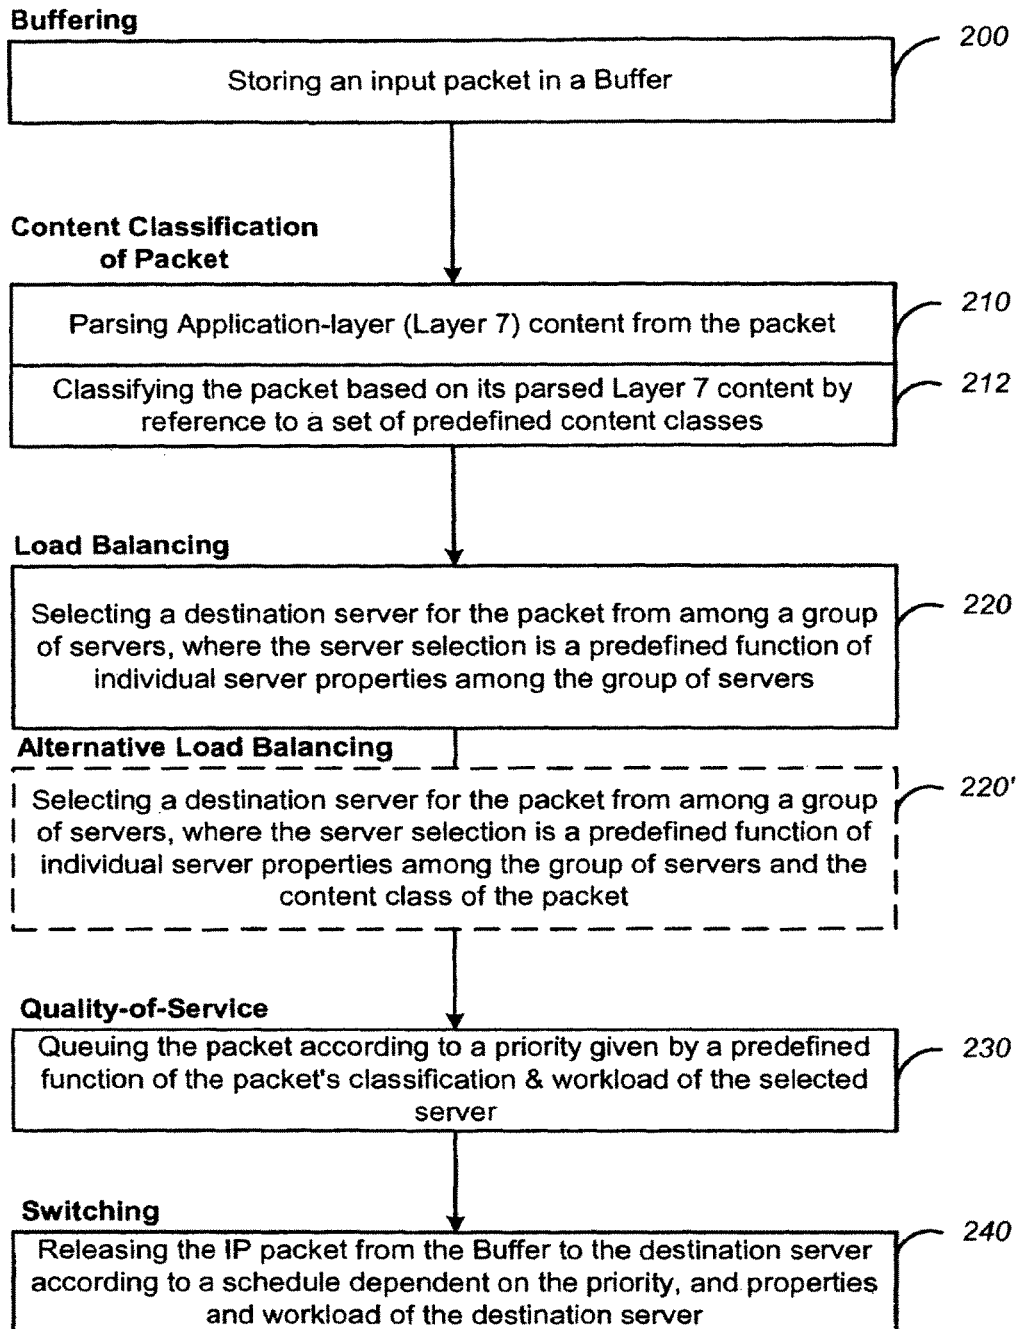 Buffering
200
Storing an input packet in a Buffer
Content Classification
of Packet
210
Parsing Application-layer (Layer 7) content from the packet
212
Classifying the packet based on its parsed Layer 7 content by
reference to a set of predefined content classes
Load Balancing
220
Selecting a destination server for the packet from among a group
of servers, where the server selection is a predefined function of
individual server properties among the group of servers
Alternative Load Balancing
220'
Selecting a destination server for the packet from among a group
of servers, where the server selection is a predefined function of
individual server properties among the group of servers and the
content class of the packet
Quality-of-Service
230
Queuing the packet according to a priority given by a predefined
function of the packet's classification & workload of the selected
server
Switching
240
Releasing the IP packet from the Buffer to the destination server
according to a schedule dependent on the priority, and properties
and workload of the destination server